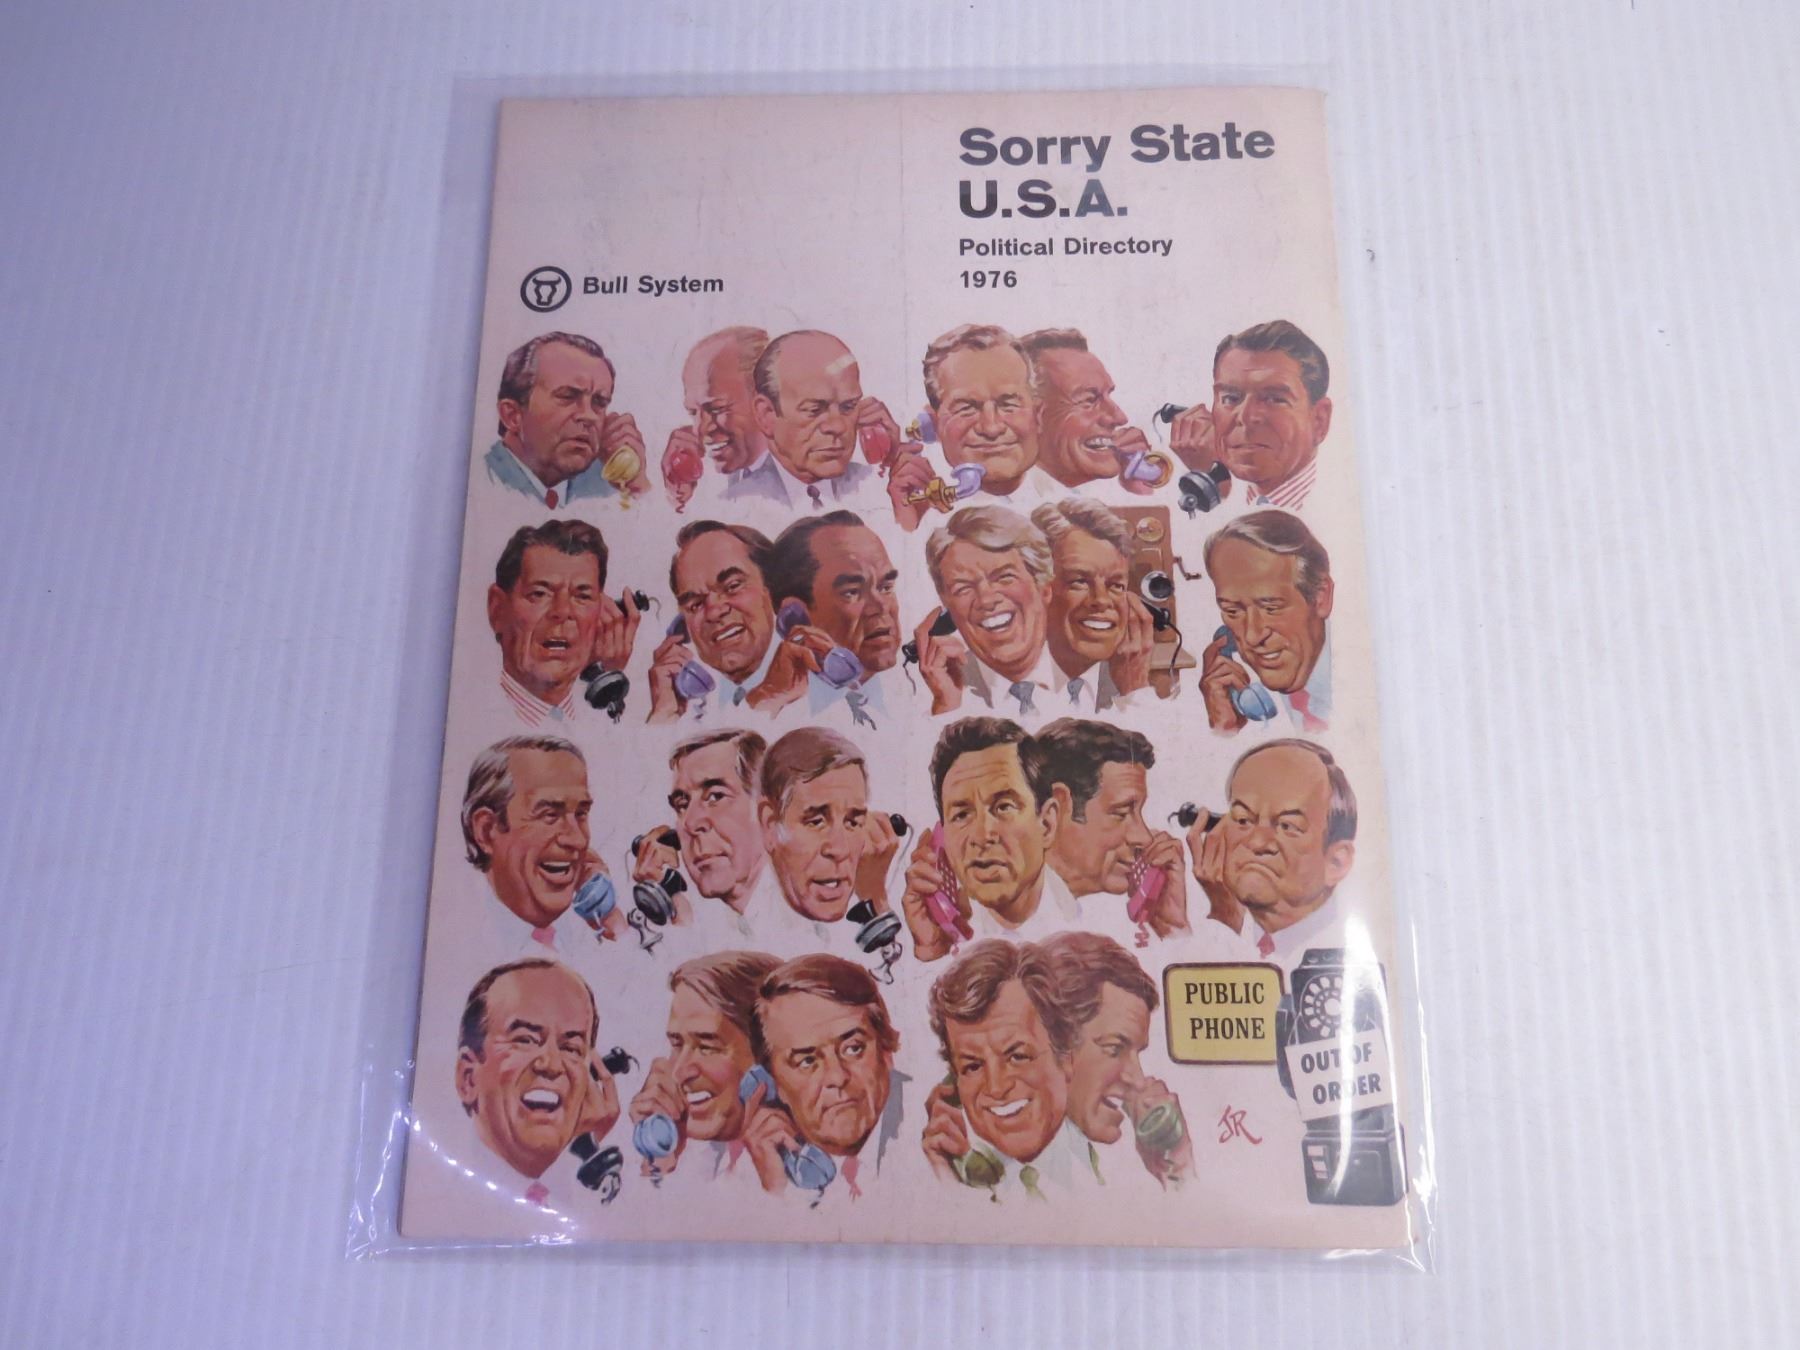 Sorry State
U.S.A.
Political Directory
1976
Bull System
PUBLIC
PHONE
OUT OF
ORDER
JR